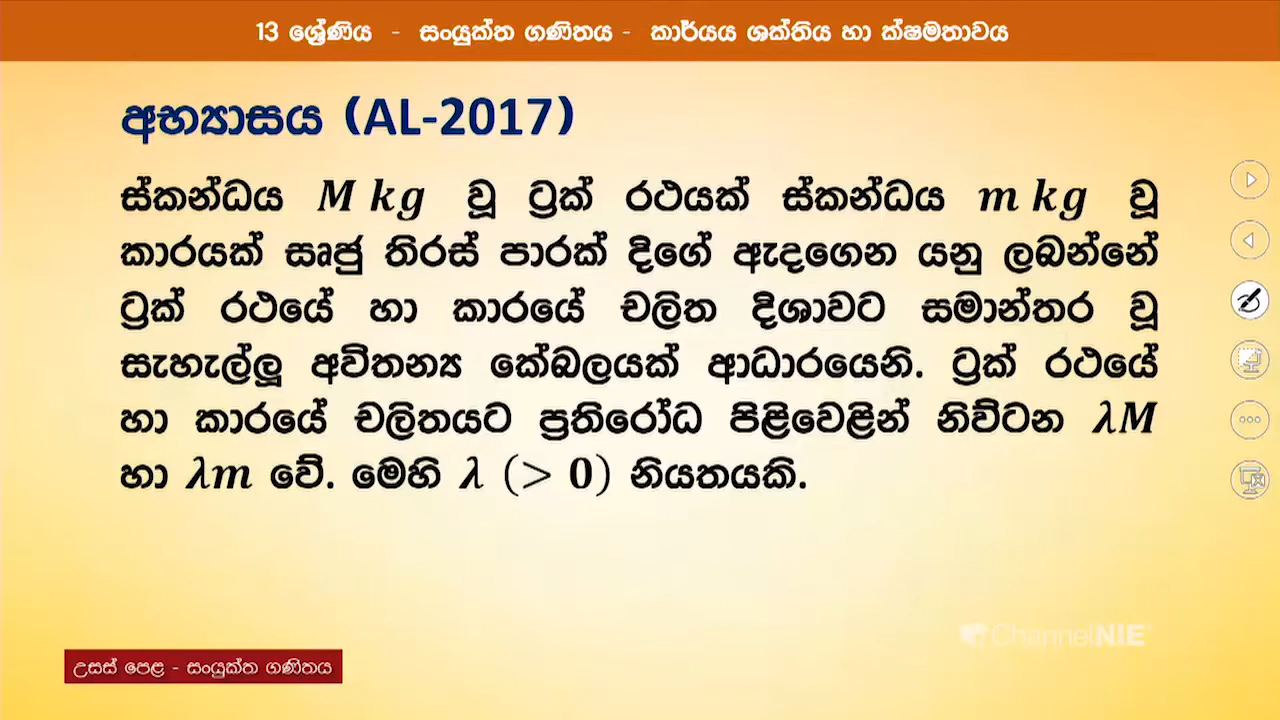 13 ශ්‍රේණිය - සංයුක්ත ගණිතය - කාර්යය ශක්තිය හා ක්ෂමතාවය
අභ්‍යාසය (AL-2017)
ස්කන්ධය M kg වූ ට්‍රක් රථයක් ස්කන්ධය m kg වූ
කාරයක් සෘජු තිරස් පාරක් දිගේ ඇදගෙන යනු ලබන්නේ
ට්‍රක් රථයේ හා කාරයේ චලිත දිශාවට සමාන්තර වූ
සැහැල්ලූ අවිතන්‍ය කේබලයක් ආධාරයෙනි. ට්‍රක් රථයේ
හා කාරයේ චලිතයට ප්‍රතිරෝධ පිළිවෙළින් නිව්ටන λM
හා λm වේ. මෙහි λ (> 0) නියතයකි.
ChannelNIE
උසස් පෙළ - සංයුක්ත ගණිතය